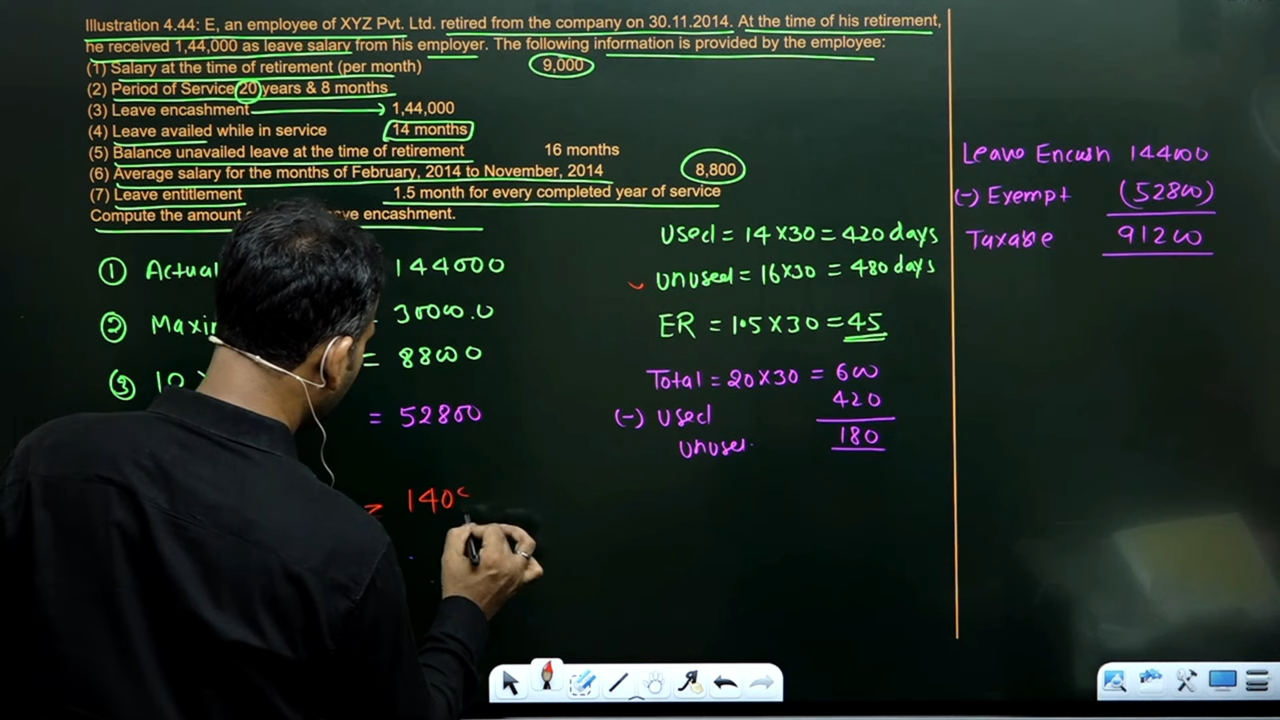 Illustration 4.44: E, an employee of XYZ Pvt. Ltd. retired from the company on 30.11.2014. At the time of his retirement,
he received 1,44,000 as leave salary from his employer. The following information is provided by the employee:
(1) Salary at the time of retirement (per month) 9,000
(2) Period of Service 20 years & 8 months
(3) Leave encashment 1,44,000
(4) Leave availed while in service 14 months
(5) Balance unavailed leave at the time of retirement 16 months
(6) Average salary for the months of February, 2014 to November, 2014 8,800
(7) Leave entitlement 1.5 month for every completed year of service
Compute the amount encashment.
① Actual 144000
② = 30000.0
③ 10 = 8800
= 52800
= 140
Used = 14×30 = 420 days
Unused = 16×30 = 480 days
ER = 1.5×30 = 45
Total = 20×30 = 600
(-) Used 420
Unuse 180
Leave Encash 144000
(-) Exempt (52800)
Taxable 91200